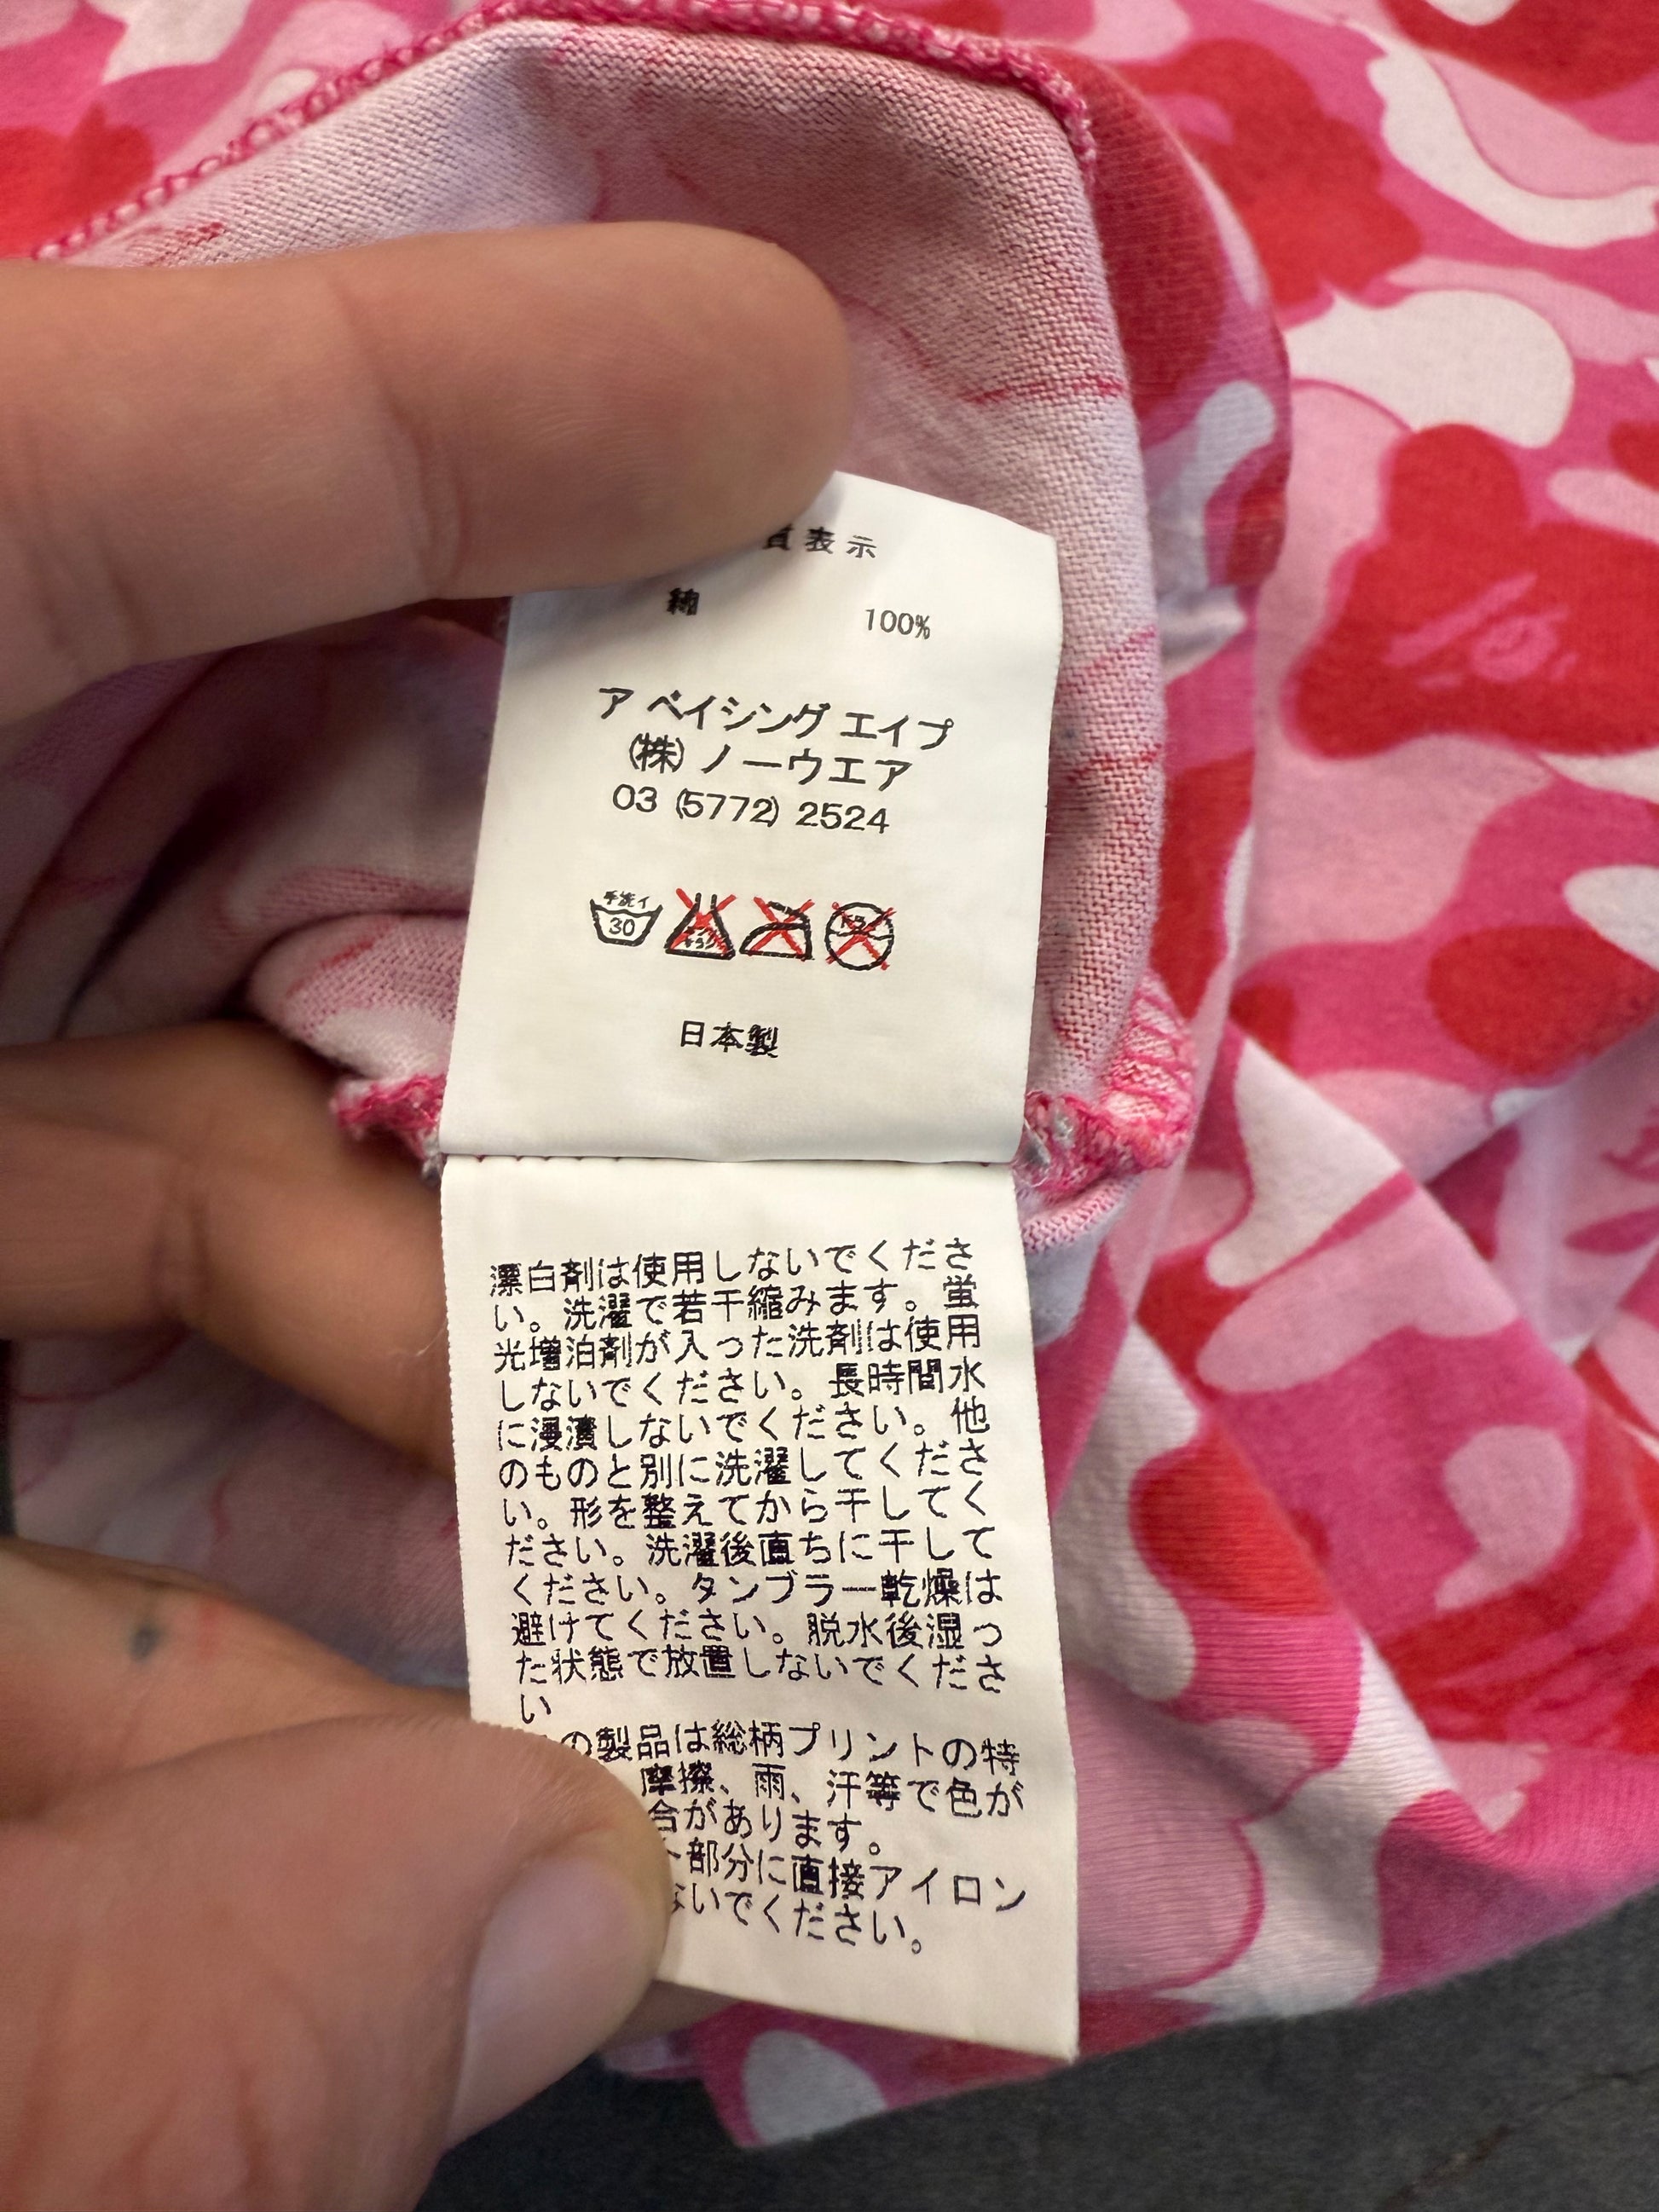 質表示
綿 100%
ア ベイシング エイプ
(株) ノーウエア
03 (5772) 2524
手洗イ
30
日本製
漂白剤は使用しないでくださ
い。洗濯で若干縮みます。蛍
光増泊剤が入った洗剤は使用
しないでください。長時間水
に浸漬しないでください。他
のものと別に洗濯してくださ
い。形を整えてから干してく
ださい。洗濯後直ちに干して
ください。タンブラー乾燥は
避けてください。脱水後湿っ
た状態で放置しないでくださ
い
の製品は総柄プリントの特
摩擦、雨、汗等で色が
合があります。
ト部分に直接アイロン
ないでください。